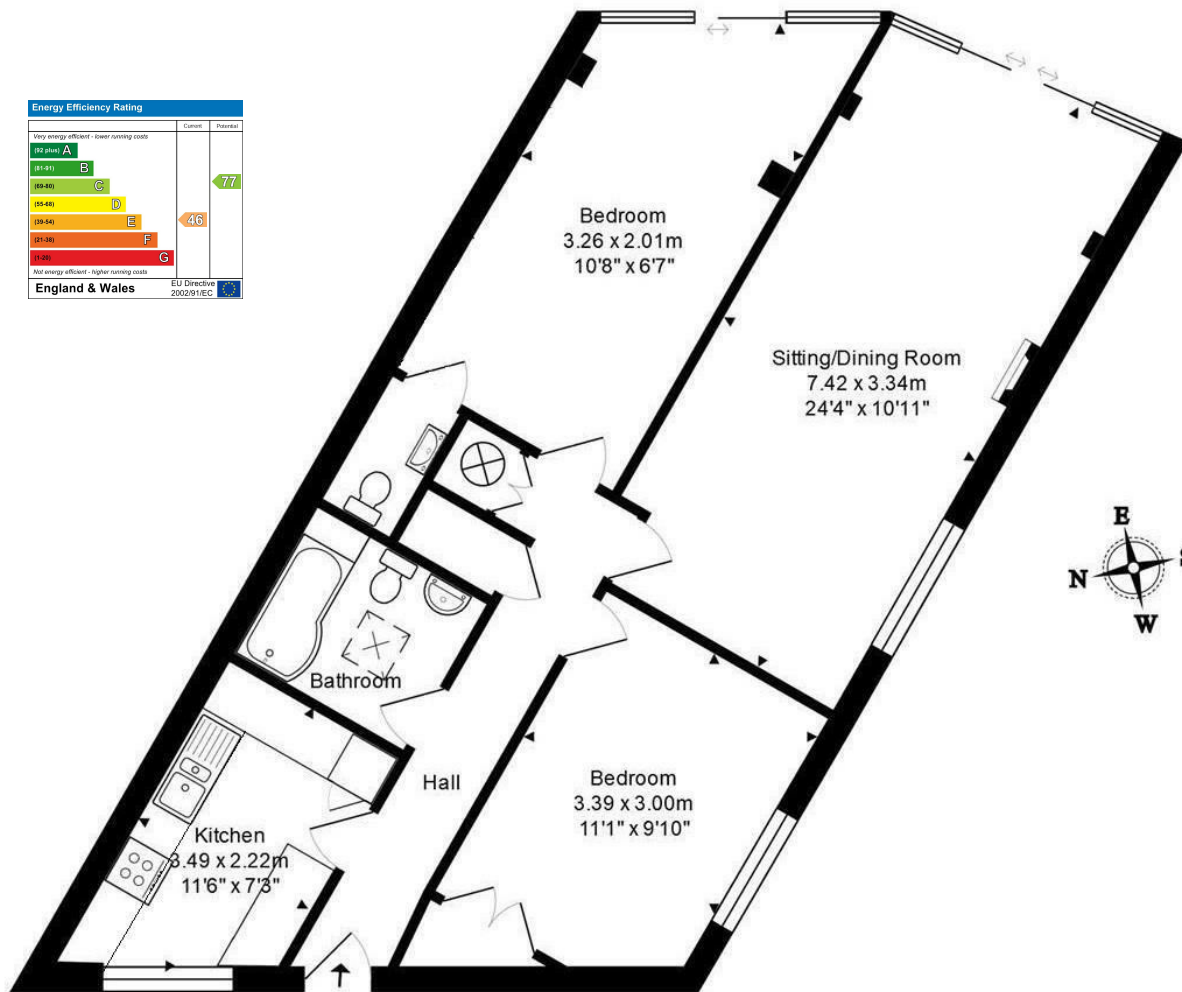 Energy Efficiency Rating
Current Potential
Very energy efficient - lower running costs
(92 plus) A
(81-91) B
(69-80) C
(55-68) D
(39-54) E
(21-38) F
(1-20) G
77
46
Not energy efficient - higher running costs
England & Wales
EU Directive
2002/91/EC
Bedroom
3.26 x 2.01m
10'8" x 6'7"
Sitting/Dining Room
7.42 x 3.34m
24'4" x 10'11"
E
S
N
W
Bathroom
Hall
Bedroom
3.39 x 3.00m
11'1" x 9'10"
Kitchen
3.49 x 2.22m
11'6" x 7'3"